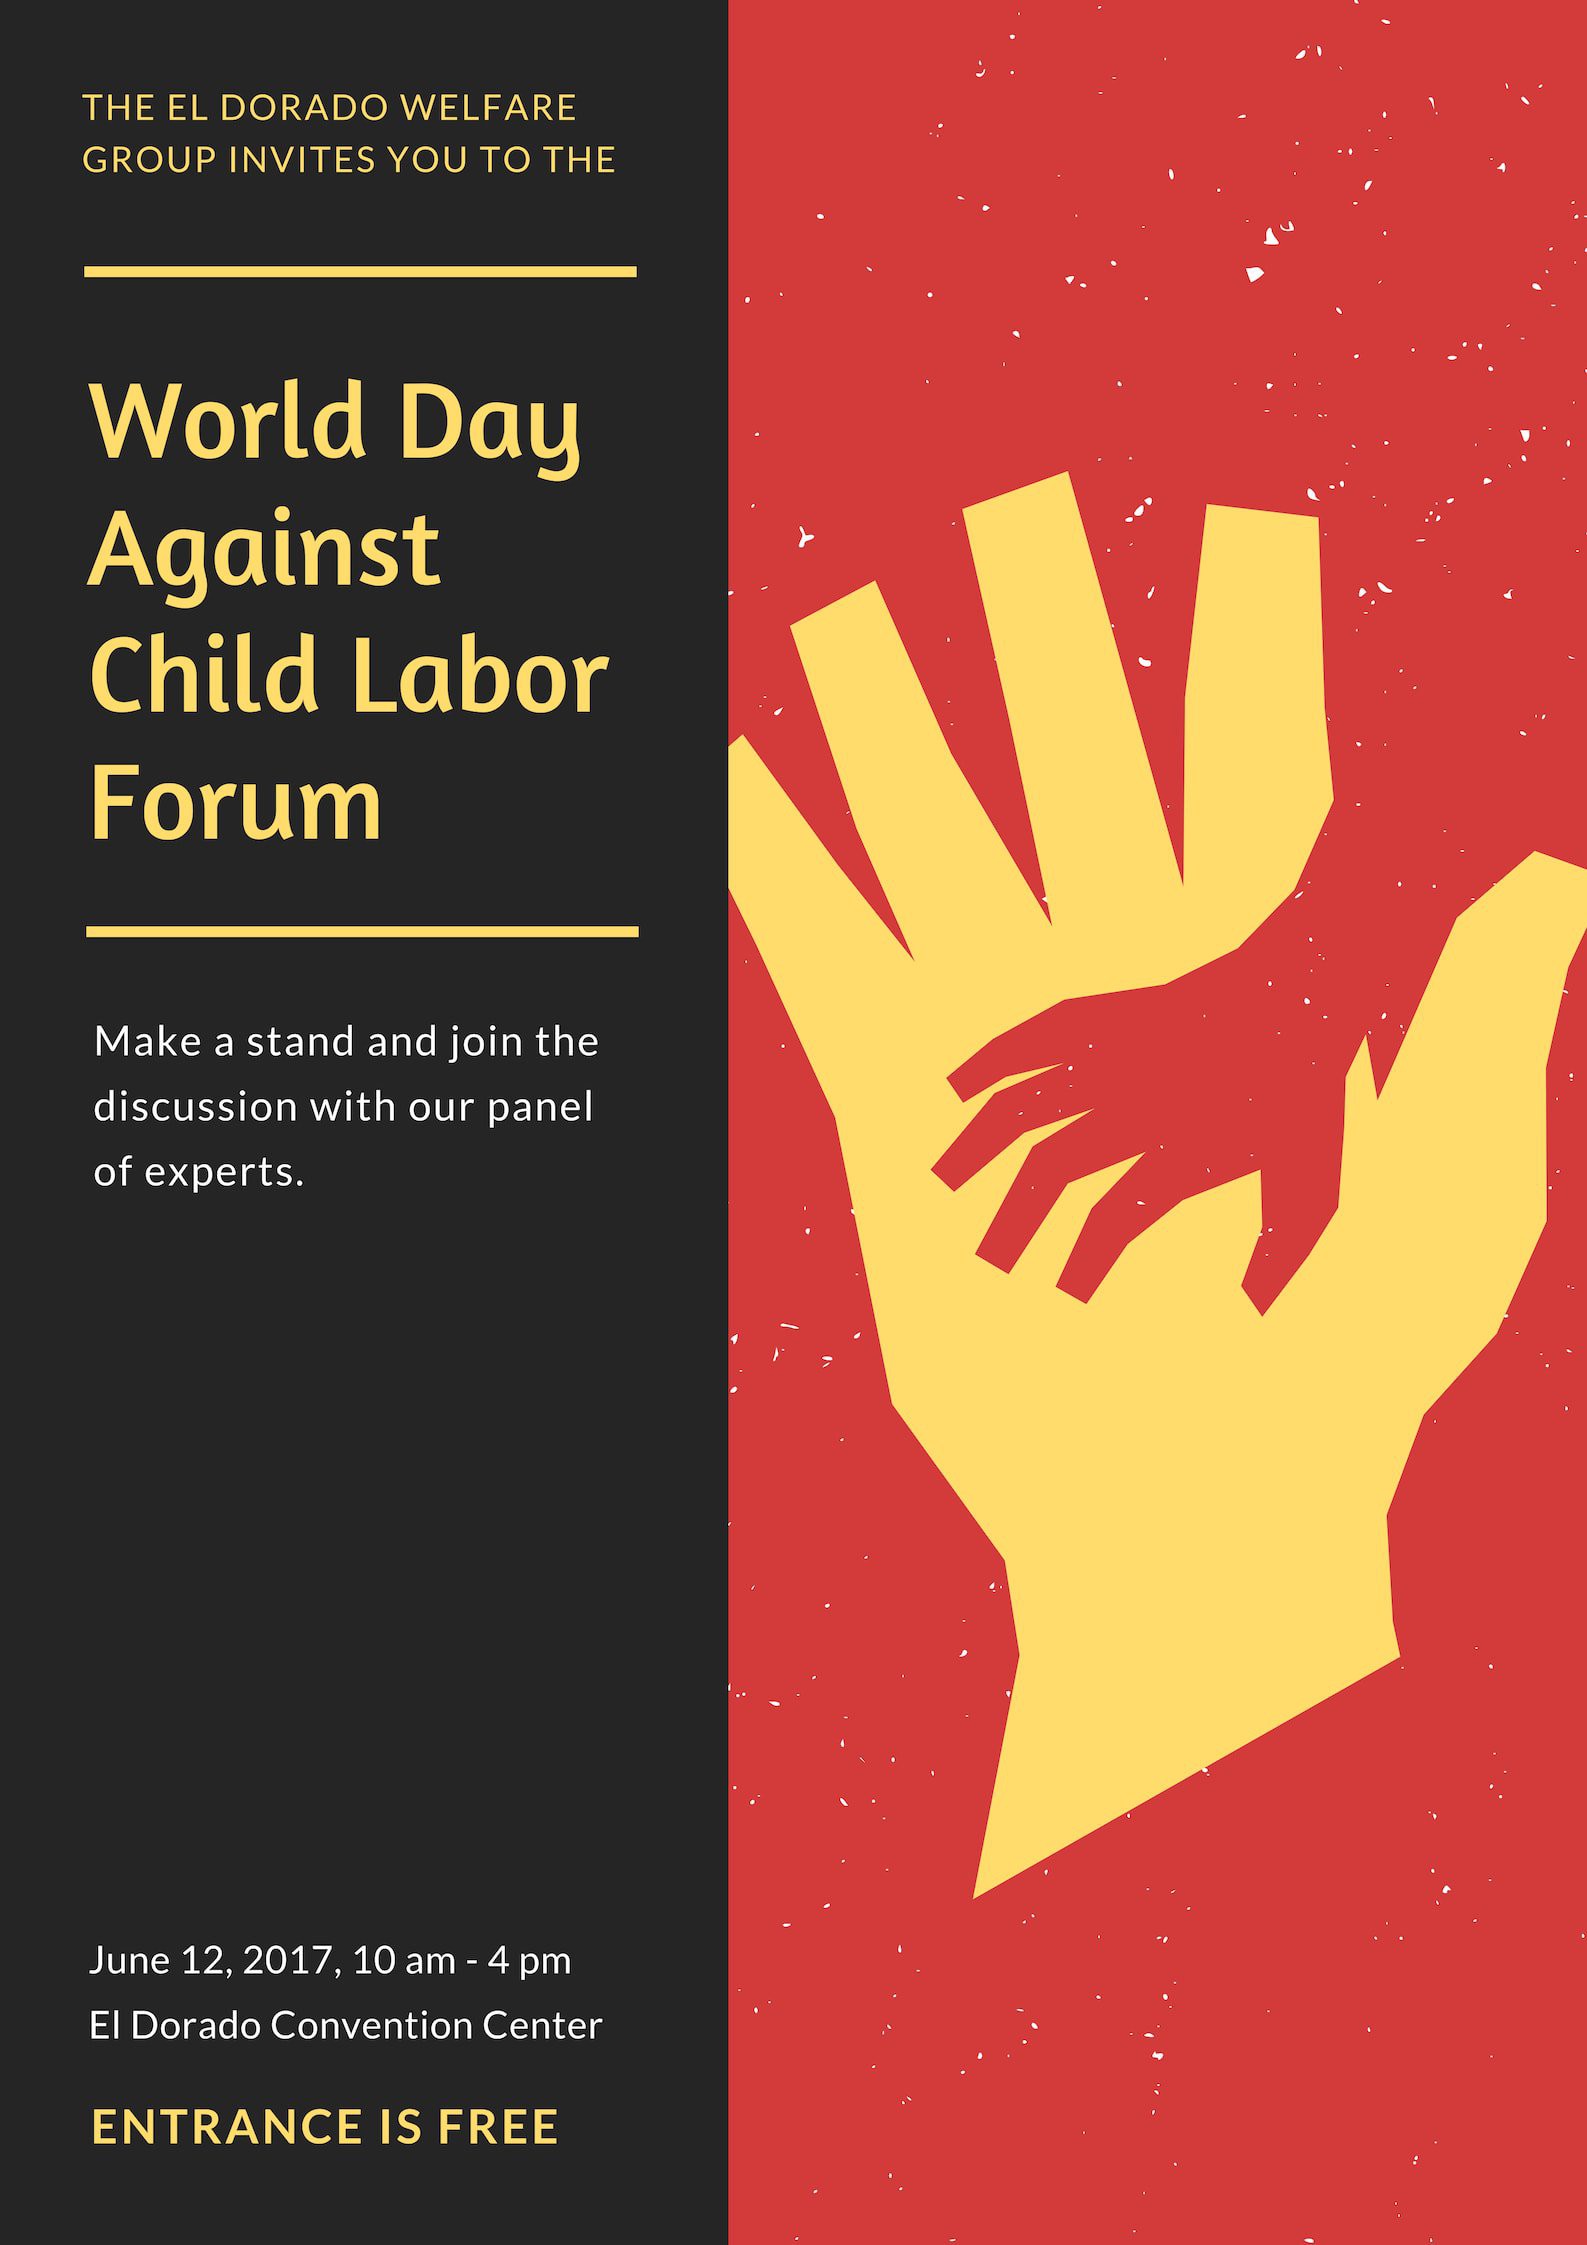 THE EL DORADO WELFARE
GROUP INVITES YOU TO THE
World Day
Against
Child Labor
Forum
Make a stand and join the
discussion with our panel
of experts.
June 12, 2017, 10 am - 4 pm
El Dorado Convention Center
ENTRANCE IS FREE